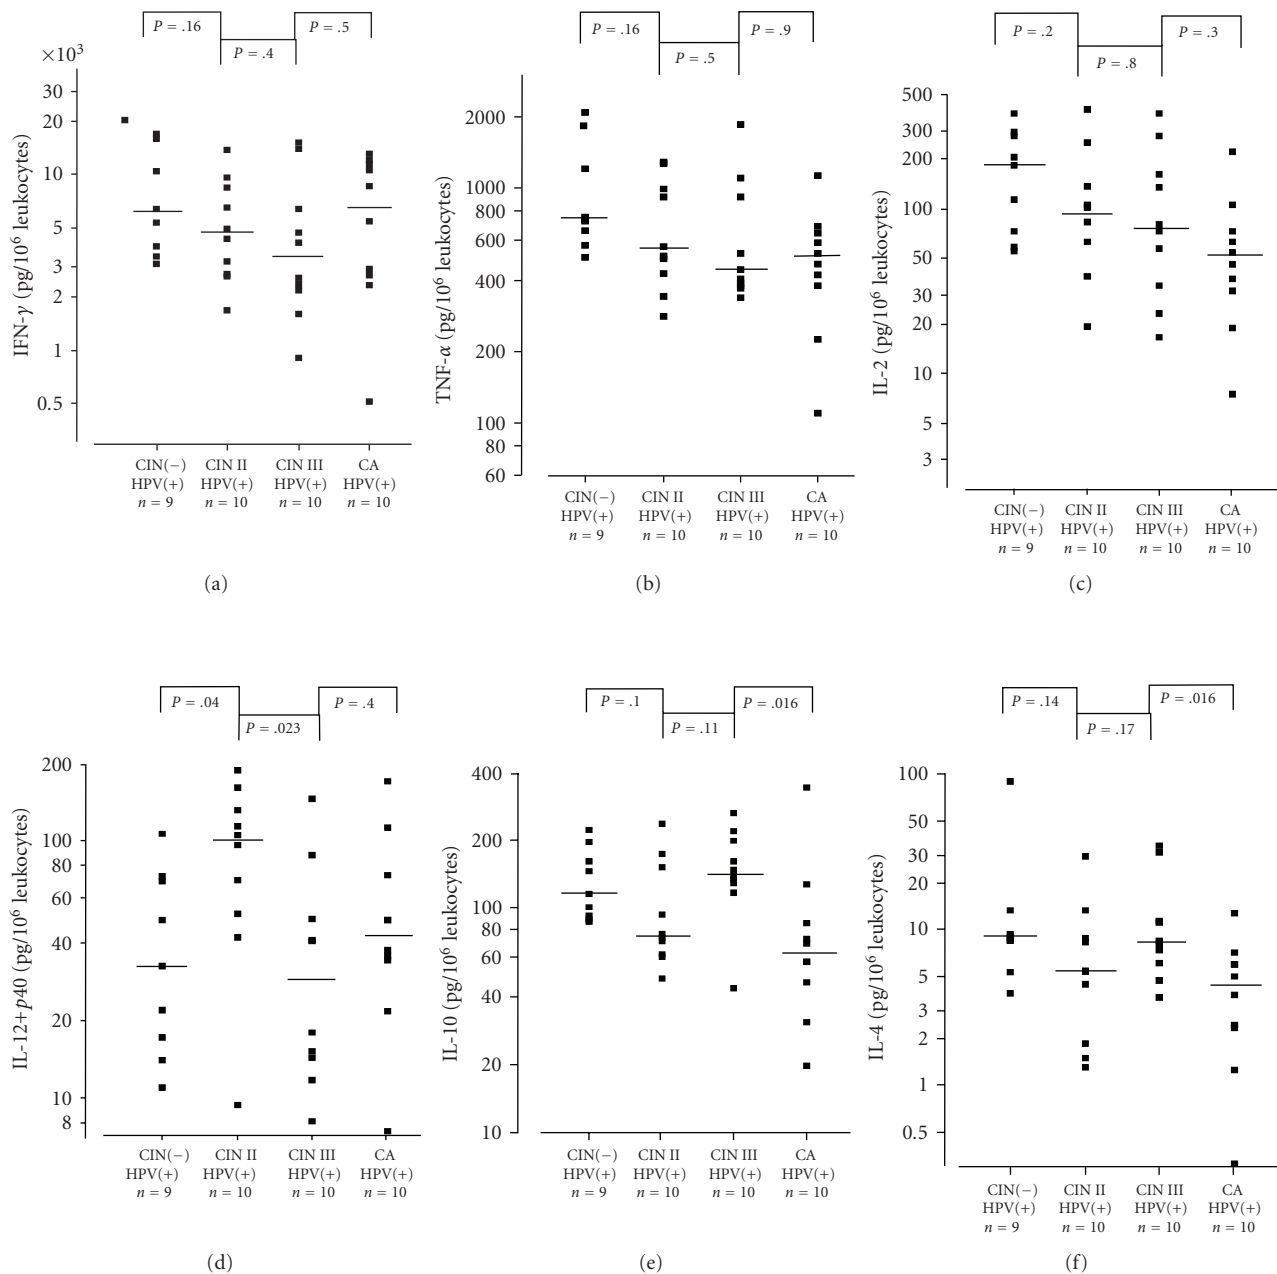 P = .16
P = .4
P = .5
×10³
IFN-γ (pg/10⁶ leukocytes)
30
20
10
5
3
2
1
0.5
CIN(−)
HPV(+)
n = 9
CIN II
HPV(+)
n = 10
CIN III
HPV(+)
n = 10
CA
HPV(+)
n = 10
(a)
P = .16
P = .5
P = .9
TNF-α (pg/10⁶ leukocytes)
2000
1000
800
600
400
200
100
80
60
CIN(−)
HPV(+)
n = 9
CIN II
HPV(+)
n = 10
CIN III
HPV(+)
n = 10
CA
HPV(+)
n = 10
(b)
P = .2
P = .8
P = .3
IL-2 (pg/10⁶ leukocytes)
500
300
200
100
50
30
20
10
5
3
CIN(−)
HPV(+)
n = 9
CIN II
HPV(+)
n = 10
CIN III
HPV(+)
n = 10
CA
HPV(+)
n = 10
(c)
P = .04
P = .023
P = .4
IL-12+p40 (pg/10⁶ leukocytes)
200
100
80
60
40
20
10
8
CIN(−)
HPV(+)
n = 9
CIN II
HPV(+)
n = 10
CIN III
HPV(+)
n = 10
CA
HPV(+)
n = 10
(d)
P = .1
P = .11
P = .016
IL-10 (pg/10⁶ leukocytes)
400
200
100
80
60
40
20
10
CIN(−)
HPV(+)
n = 9
CIN II
HPV(+)
n = 10
CIN III
HPV(+)
n = 10
CA
HPV(+)
n = 10
(e)
P = .14
P = .17
P = .016
IL-4 (pg/10⁶ leukocytes)
100
50
30
20
10
5
3
2
1
0.5
CIN(−)
HPV(+)
n = 9
CIN II
HPV(+)
n = 10
CIN III
HPV(+)
n = 10
CA
HPV(+)
n = 10
(f)